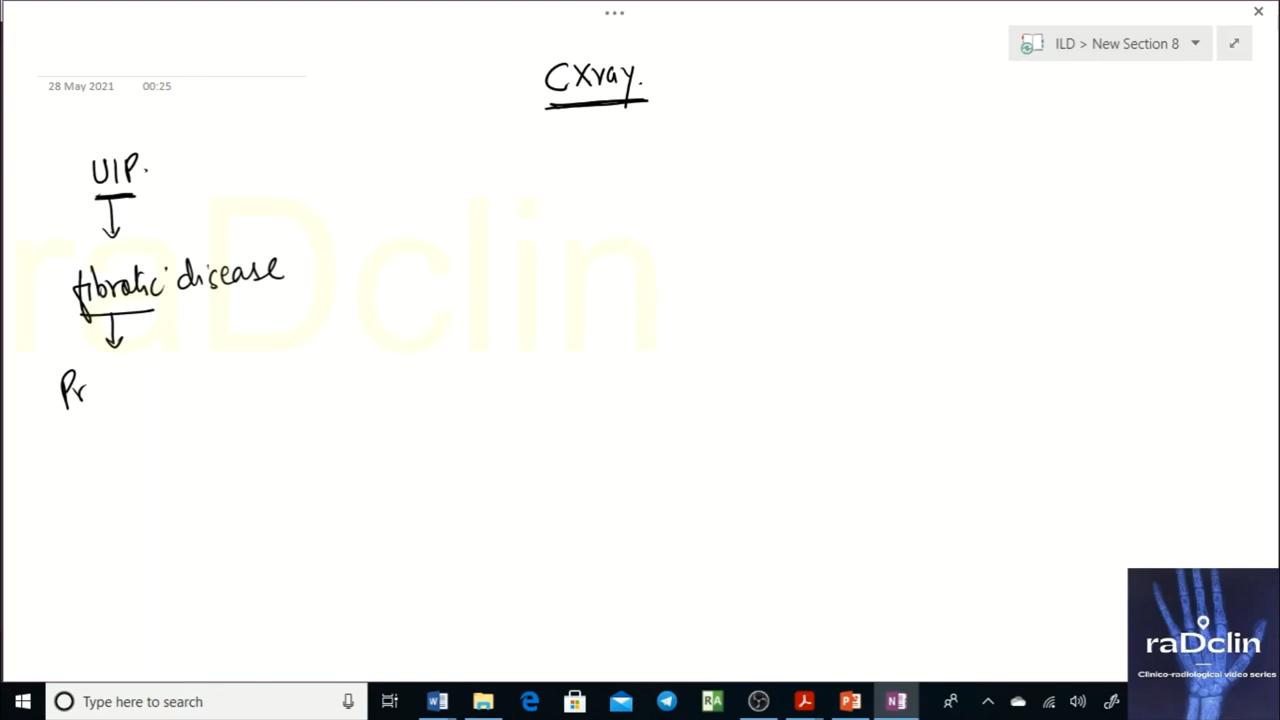 ILD > New Section 8
CXray.
28 May 2021 00:25
UIP.
fibrotic disease
Pr
raDclin
Type here to search
raDclin
Clinico-radiological video series